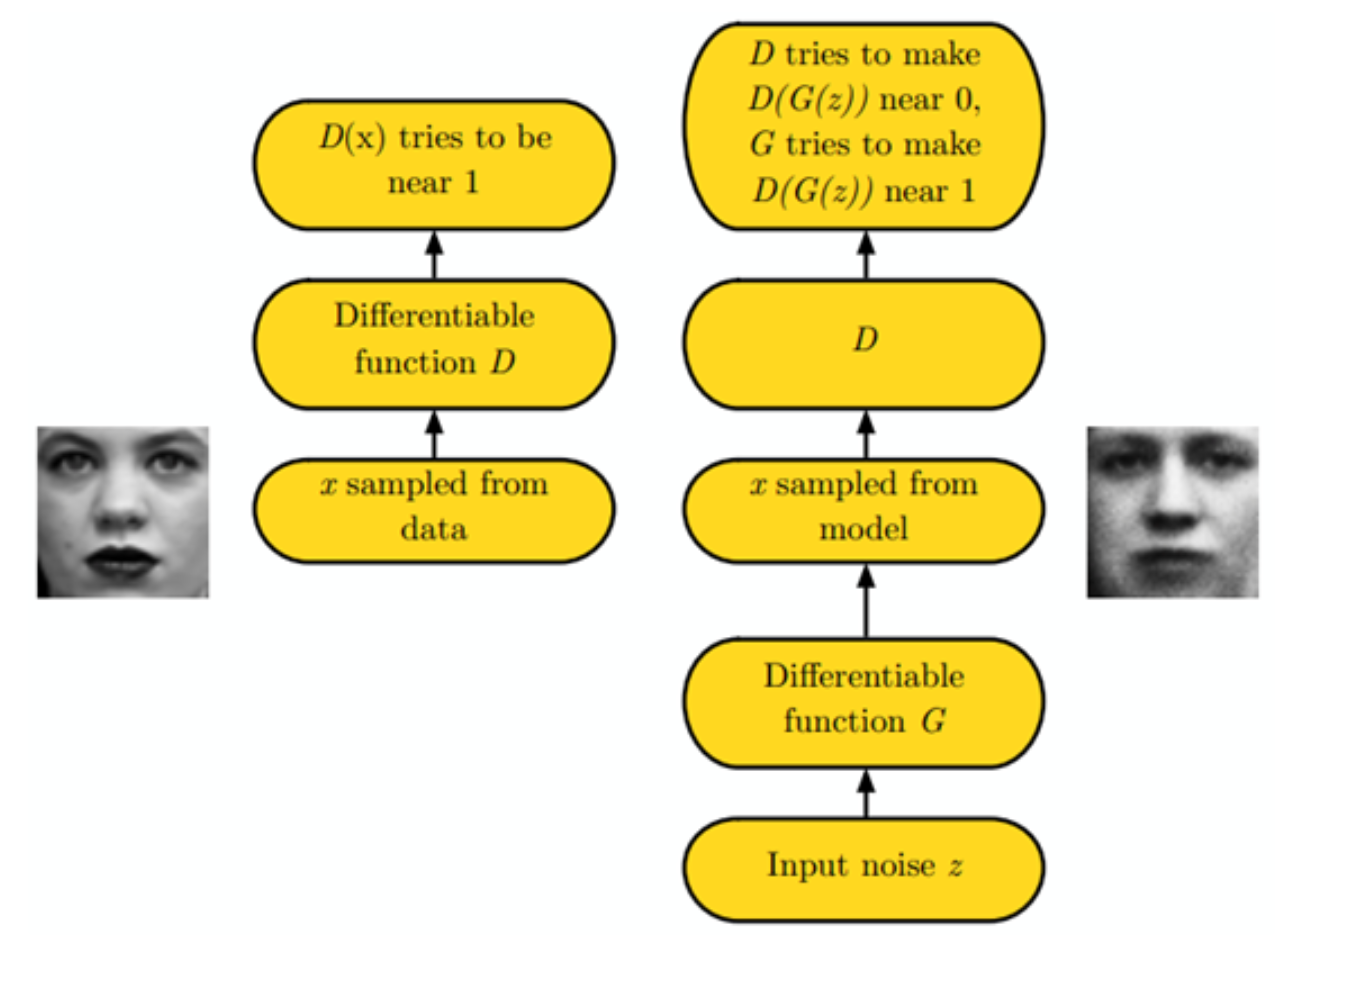 D(x) tries to be
near 1
Differentiable
function D
x sampled from
data
D tries to make
D(G(z)) near 0,
G tries to make
D(G(z)) near 1
D
x sampled from
model
Differentiable
function G
Input noise z